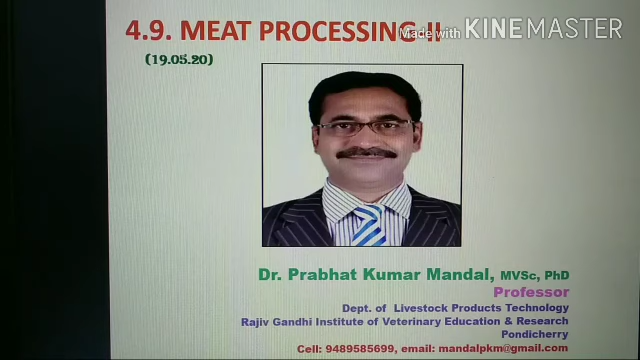 4.9. MEAT PROCESSING-II
Made with KINEMASTER
(19.05.20)
Dr. Prabhat Kumar Mandal, MVSc, PhD
Professor
Dept. of Livestock Products Technology
Rajiv Gandhi Institute of Veterinary Education & Research
Pondicherry
Cell: 9489585699, email: mandalpkm@gmail.com